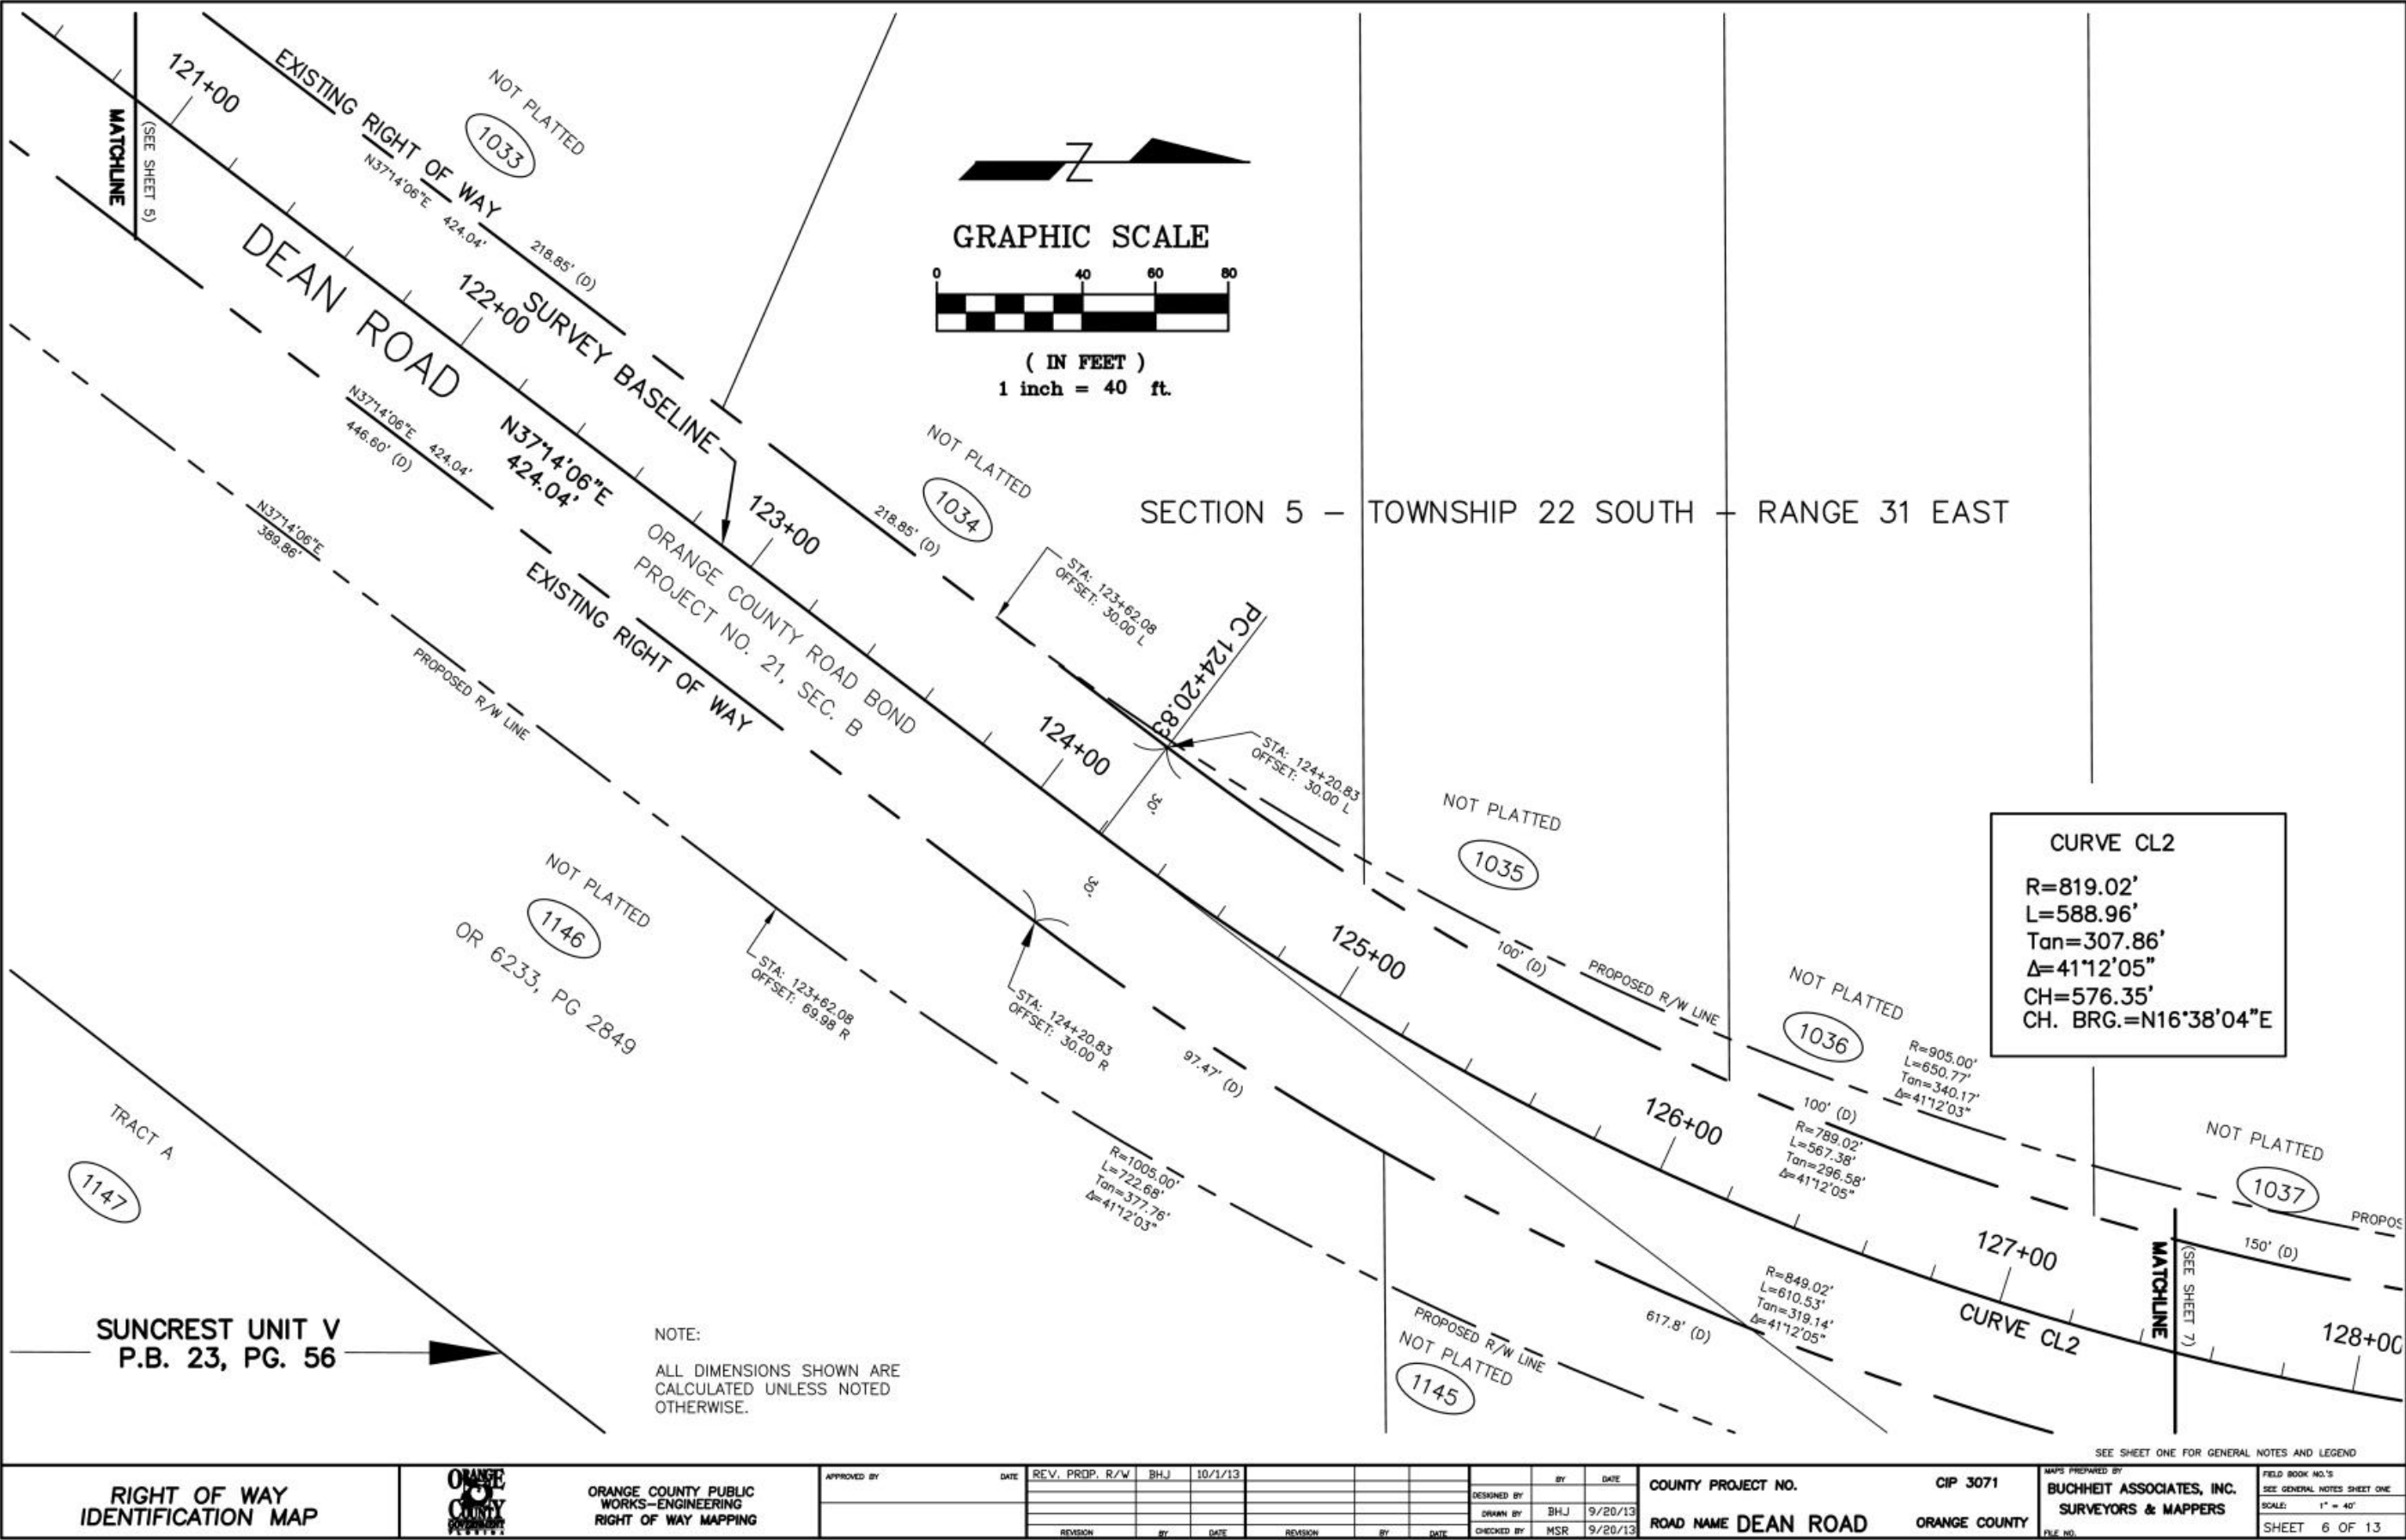 121+00
EXISTING RIGHT OF WAY
N37°14'06"E 424.04'
NOT PLATTED
1033
MATCHLINE
(SEE SHEET 5)
DEAN ROAD
218.85' (D)
122+00
SURVEY BASELINE
N37°14'06"E 424.04'
446.60' (D)
N37°14'06"E
424.04'
N37°14'06"E
389.86'
Z
GRAPHIC SCALE
0 40 60 80
( IN FEET )
1 inch = 40 ft.
NOT PLATTED
1034
218.85' (D)
SECTION 5 – TOWNSHIP 22 SOUTH – RANGE 31 EAST
123+00
ORANGE COUNTY ROAD BOND
PROJECT NO. 21, SEC. B
EXISTING RIGHT OF WAY
PROPOSED R/W LINE
STA: 123+62.08
OFFSET: 30.00 L
PC 124+20.83
STA: 124+20.83
OFFSET: 30.00 L
124+00
30'
30'
NOT PLATTED
1146
OR 6233, PG 2849
STA: 123+62.08
OFFSET: 69.98 R
STA: 124+20.83
OFFSET: 30.00 R
97.47' (D)
NOT PLATTED
1035
125+00
100' (D)
PROPOSED R/W LINE
NOT PLATTED
1036
R=905.00'
L=650.77'
Tan=340.17'
Δ=41°12'03"
CURVE CL2
R=819.02'
L=588.96'
Tan=307.86'
Δ=41°12'05"
CH=576.35'
CH. BRG.=N16°38'04"E
126+00
100' (D)
R=789.02'
L=567.38'
Tan=296.58'
Δ=41°12'05"
NOT PLATTED
1037
PROPOS
150' (D)
TRACT A
1147
R=1005.00'
L=722.68'
Tan=377.76'
Δ=41°12'03"
127+00
MATCHLINE
(SEE SHEET 7)
128+00
CURVE CL2
R=849.02'
L=610.53'
Tan=319.14'
Δ=41°12'05"
617.8' (D)
PROPOSED R/W LINE
NOT PLATTED
1145
SUNCREST UNIT V
P.B. 23, PG. 56
NOTE:
ALL DIMENSIONS SHOWN ARE
CALCULATED UNLESS NOTED
OTHERWISE.
SEE SHEET ONE FOR GENERAL NOTES AND LEGEND
RIGHT OF WAY
IDENTIFICATION MAP
ORANGE
COUNTY
GOVERNMENT
FLORIDA
ORANGE COUNTY PUBLIC
WORKS–ENGINEERING
RIGHT OF WAY MAPPING
APPROVED BY DATE
REV. PROP. R/W BHJ 10/1/13
REVISION BY DATE REVISION BY DATE
BY DATE
DESIGNED BY
DRAWN BY BHJ 9/20/13
CHECKED BY MSR 9/20/13
COUNTY PROJECT NO. CIP 3071
ROAD NAME DEAN ROAD ORANGE COUNTY
MAPS PREPARED BY
BUCHHEIT ASSOCIATES, INC.
SURVEYORS & MAPPERS
FILE NO.
FIELD BOOK NO.'S
SEE GENERAL NOTES SHEET ONE
SCALE: 1" = 40'
SHEET 6 OF 13